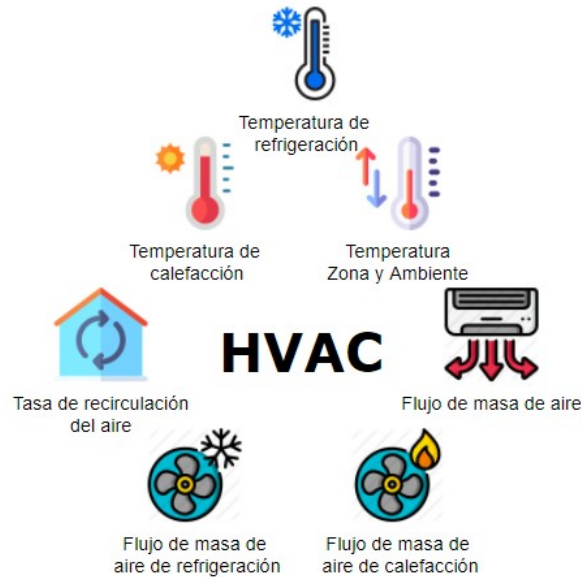 Temperatura de
refrigeración
Temperatura de
calefacción
Temperatura
Zona y Ambiente
HVAC
Tasa de recirculación
del aire
Flujo de masa de aire
Flujo de masa de
aire de refrigeración
Flujo de masa de
aire de calefacción